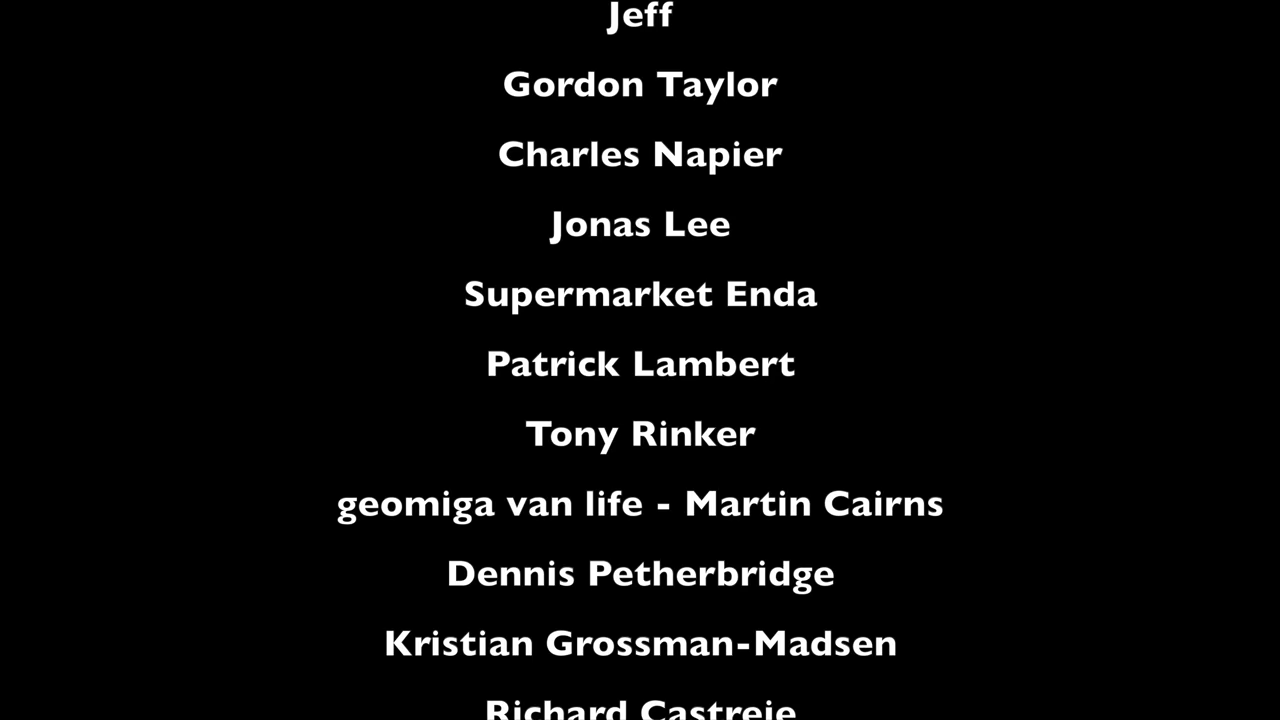 Jeff
Gordon Taylor
Charles Napier
Jonas Lee
Supermarket Enda
Patrick Lambert
Tony Rinker
geomiga van life - Martin Cairns
Dennis Petherbridge
Kristian Grossman-Madsen
Richard